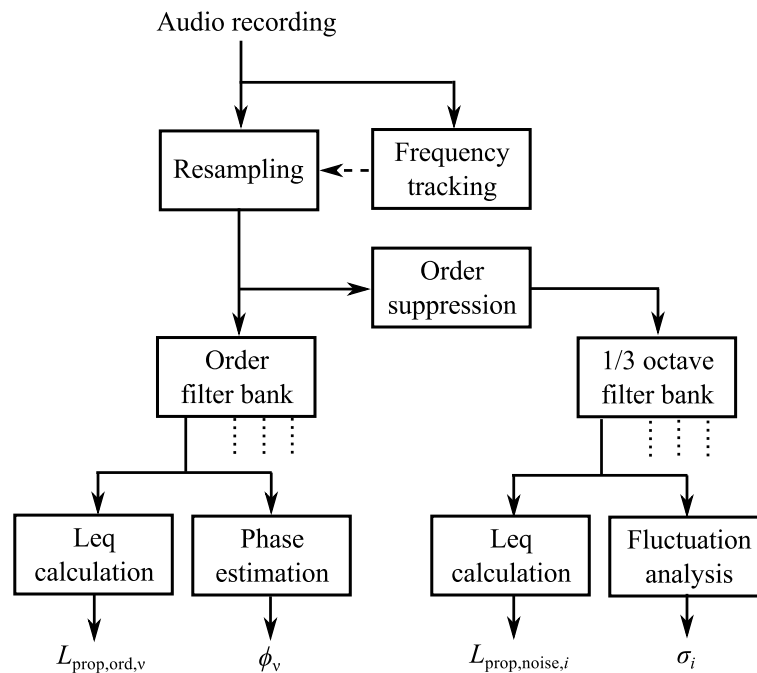 Audio recording
Resampling
Frequency
tracking
Order
suppression
Order
filter bank
1/3 octave
filter bank
Leq
calculation
Phase
estimation
Leq
calculation
Fluctuation
analysis
L_prop,ord,ν
ϕ_ν
L_prop,noise,i
σ_i